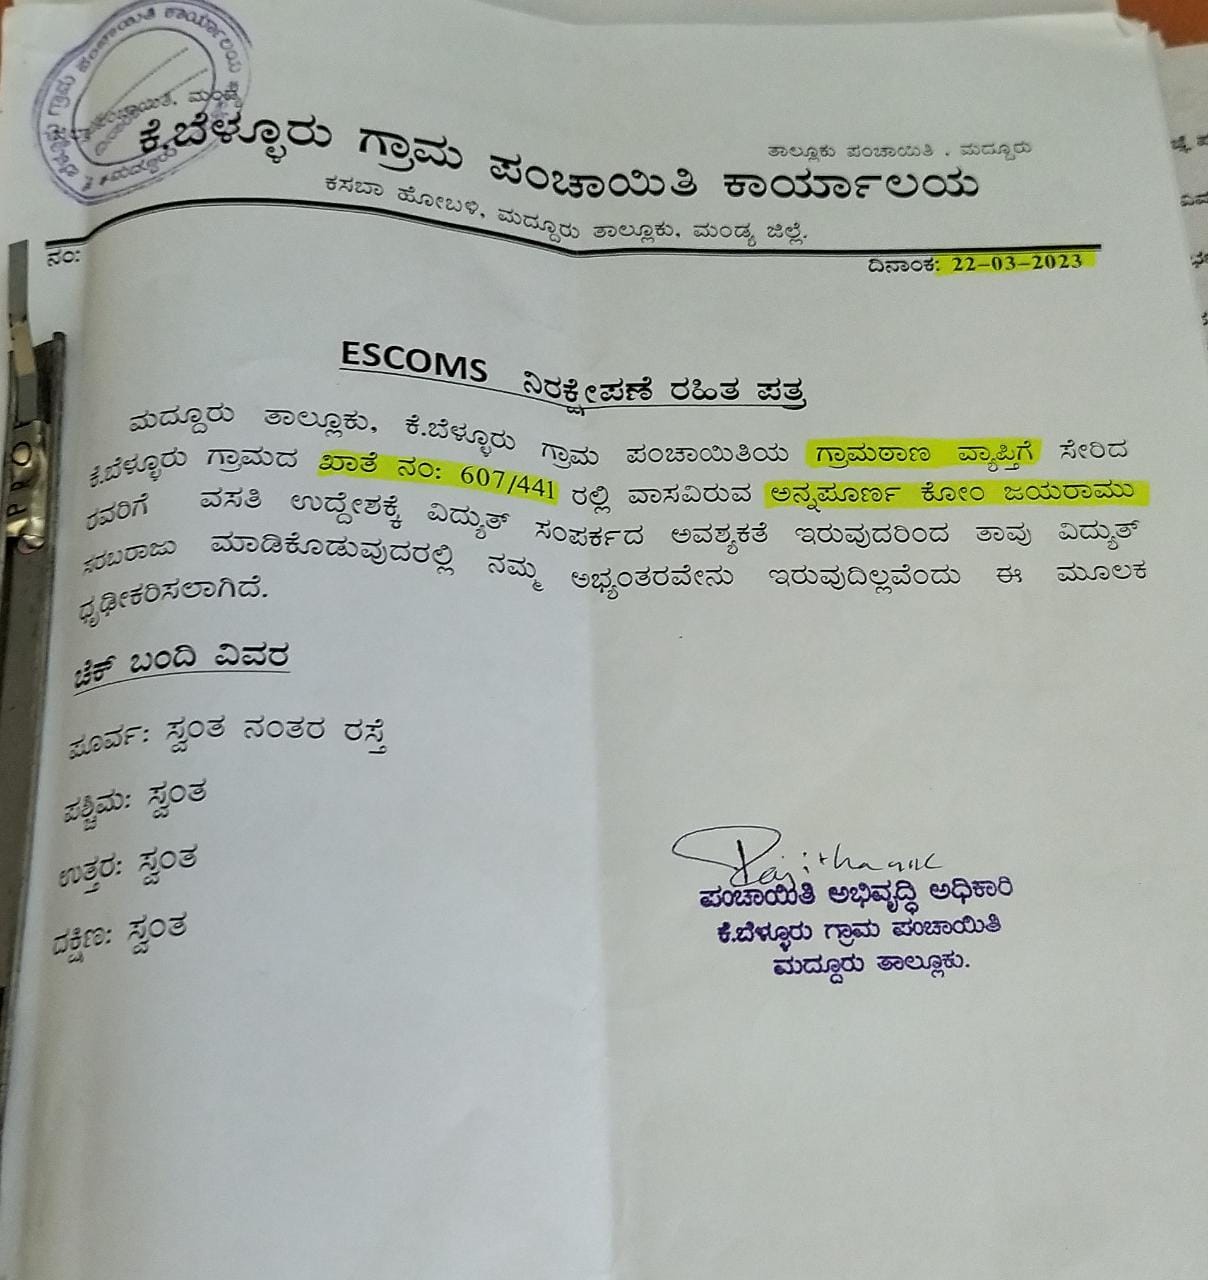 ಗ್ರಾಮ ಪಂಚಾಯಿತಿ ಕಾರ್ಯಾಲಯ
ತಾಲ್ಲೂಕು ಪಂಚಾಯಿತಿ . ಮದ್ದೂರು
ಕೆ.ಬೆಳ್ಳೂರು ಗ್ರಾಮ ಪಂಚಾಯಿತಿ ಕಾರ್ಯಾಲಯ
ಕಸಬಾ ಹೋಬಳಿ, ಮದ್ದೂರು ತಾಲ್ಲೂಕು, ಮಂಡ್ಯ ಜಿಲ್ಲೆ.
ನಂ:
ದಿನಾಂಕ: 22-03-2023
ESCOMS ನಿರಕ್ಷೇಪಣೆ ರಹಿತ ಪತ್ರ
ಮದ್ದೂರು ತಾಲ್ಲೂಕು, ಕೆ.ಬೆಳ್ಳೂರು ಗ್ರಾಮ ಪಂಚಾಯಿತಿಯ ಗ್ರಾಮಠಾಣ ವ್ಯಾಪ್ತಿಗೆ ಸೇರಿದ
ಕೆ.ಬೆಳ್ಳೂರು ಗ್ರಾಮದ ಖಾತೆ ನಂ: 607/441 ರಲ್ಲಿ ವಾಸವಿರುವ ಅನ್ನಪೂರ್ಣ ಕೋಂ ಜಯರಾಮು
ರವರಿಗೆ ವಸತಿ ಉದ್ದೇಶಕ್ಕೆ ವಿದ್ಯುತ್ ಸಂಪರ್ಕದ ಅವಶ್ಯಕತೆ ಇರುವುದರಿಂದ ತಾವು ವಿದ್ಯುತ್
ಸರಬರಾಜು ಮಾಡಿಕೊಡುವುದರಲ್ಲಿ ನಮ್ಮ ಅಭ್ಯಂತರವೇನು ಇರುವುದಿಲ್ಲವೆಂದು ಈ ಮೂಲಕ
ಧೃಢೀಕರಿಸಲಾಗಿದೆ.
ಚೆಕ್ ಬಂದಿ ವಿವರ
ಪೂರ್ವ: ಸ್ವಂತ ನಂತರ ರಸ್ತೆ
ಪಶ್ಚಿಮ: ಸ್ವಂತ
ಉತ್ತರ: ಸ್ವಂತ
ದಕ್ಷಿಣ: ಸ್ವಂತ
ಪಂಚಾಯಿತಿ ಅಭಿವೃದ್ಧಿ ಅಧಿಕಾರಿ
ಕೆ.ಬೆಳ್ಳೂರು ಗ್ರಾಮ ಪಂಚಾಯಿತಿ
ಮದ್ದೂರು ತಾಲ್ಲೂಕು.